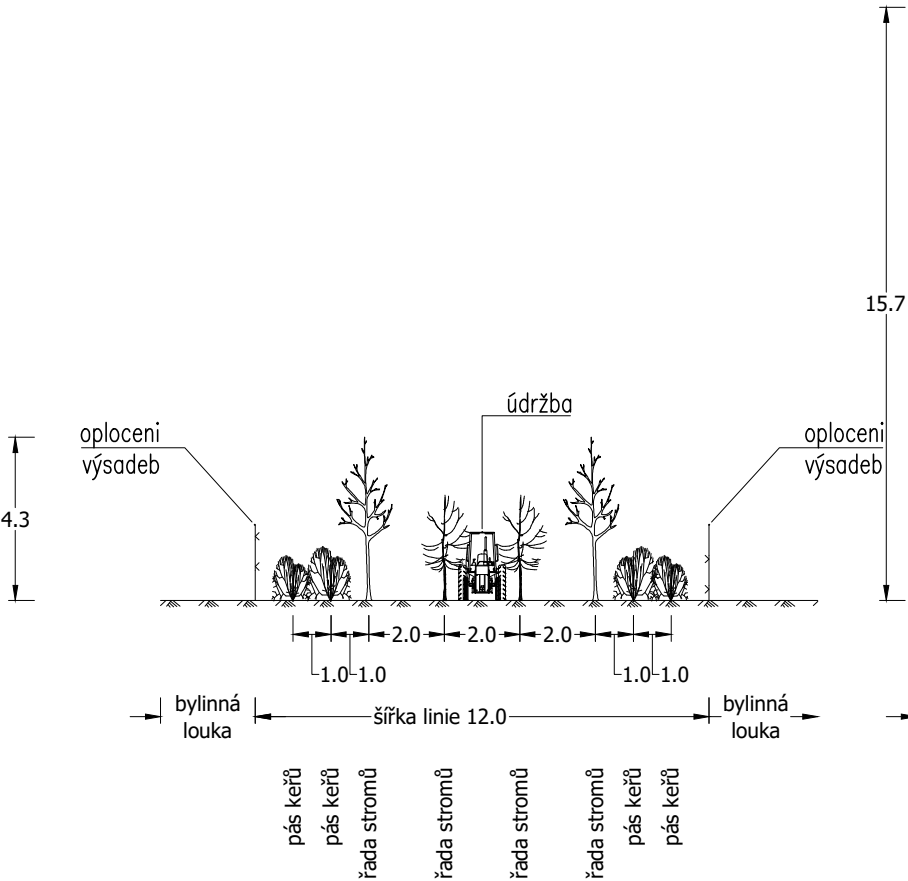 15.7
údržba
oploceni
výsadeb
oploceni
výsadeb
4.3
2.0
2.0
2.0
1.0
1.0
1.0
1.0
bylinná
louka
šířka linie 12.0
bylinná
louka
pás keřů
pás keřů
řada stromů
řada stromů
řada stromů
řada stromů
pás keřů
pás keřů